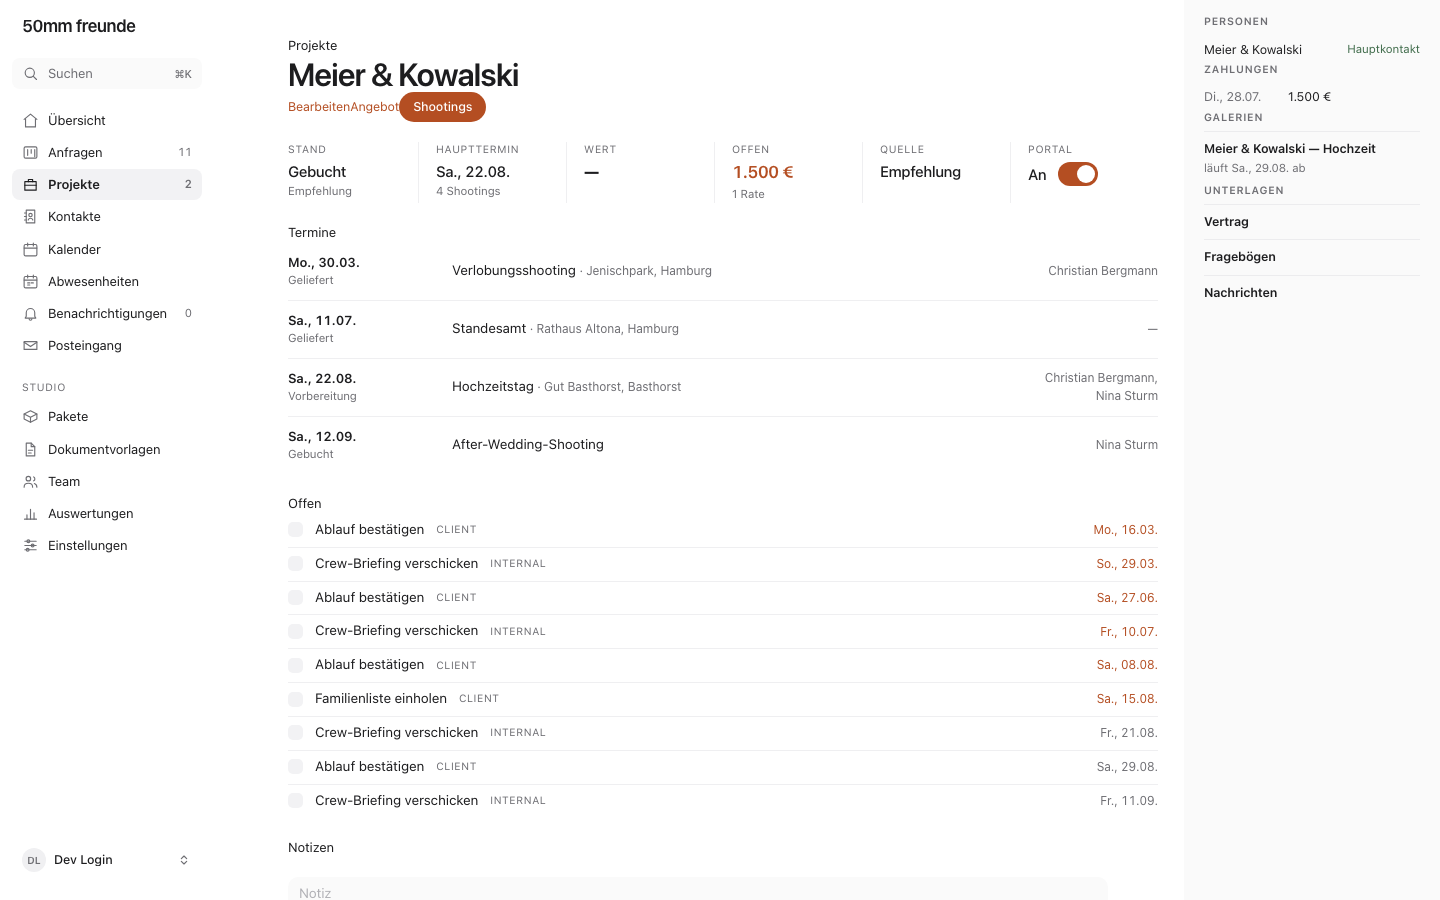 50mm freunde
Suchen ⌘K
Übersicht
Anfragen 11
Projekte 2
Kontakte
Kalender
Abwesenheiten
Benachrichtigungen 0
Posteingang
STUDIO
Pakete
Dokumentvorlagen
Team
Auswertungen
Einstellungen
DL Dev Login
Projekte
Meier & Kowalski
Bearbeiten Angebot Shootings
STAND
Gebucht
Empfehlung
HAUPTTERMIN
Sa., 22.08.
4 Shootings
WERT
—
OFFEN
1.500 €
1 Rate
QUELLE
Empfehlung
PORTAL
An
Termine
Mo., 30.03.
Geliefert
Verlobungsshooting · Jenischpark, Hamburg
Christian Bergmann
Sa., 11.07.
Geliefert
Standesamt · Rathaus Altona, Hamburg
—
Sa., 22.08.
Vorbereitung
Hochzeitstag · Gut Basthorst, Basthorst
Christian Bergmann,
Nina Sturm
Sa., 12.09.
Gebucht
After-Wedding-Shooting
Nina Sturm
Offen
Ablauf bestätigen CLIENT Mo., 16.03.
Crew-Briefing verschicken INTERNAL So., 29.03.
Ablauf bestätigen CLIENT Sa., 27.06.
Crew-Briefing verschicken INTERNAL Fr., 10.07.
Ablauf bestätigen CLIENT Sa., 08.08.
Familienliste einholen CLIENT Sa., 15.08.
Crew-Briefing verschicken INTERNAL Fr., 21.08.
Ablauf bestätigen CLIENT Sa., 29.08.
Crew-Briefing verschicken INTERNAL Fr., 11.09.
Notizen
Notiz
PERSONEN
Meier & Kowalski Hauptkontakt
ZAHLUNGEN
Di., 28.07. 1.500 €
GALERIEN
Meier & Kowalski — Hochzeit
läuft Sa., 29.08. ab
UNTERLAGEN
Vertrag
Fragebögen
Nachrichten